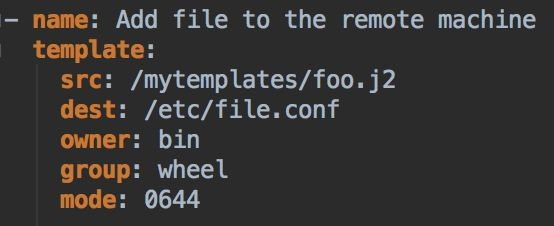 - name: Add file to the remote machine
template:
src: /mytemplates/foo.j2
dest: /etc/file.conf
owner: bin
group: wheel
mode: 0644